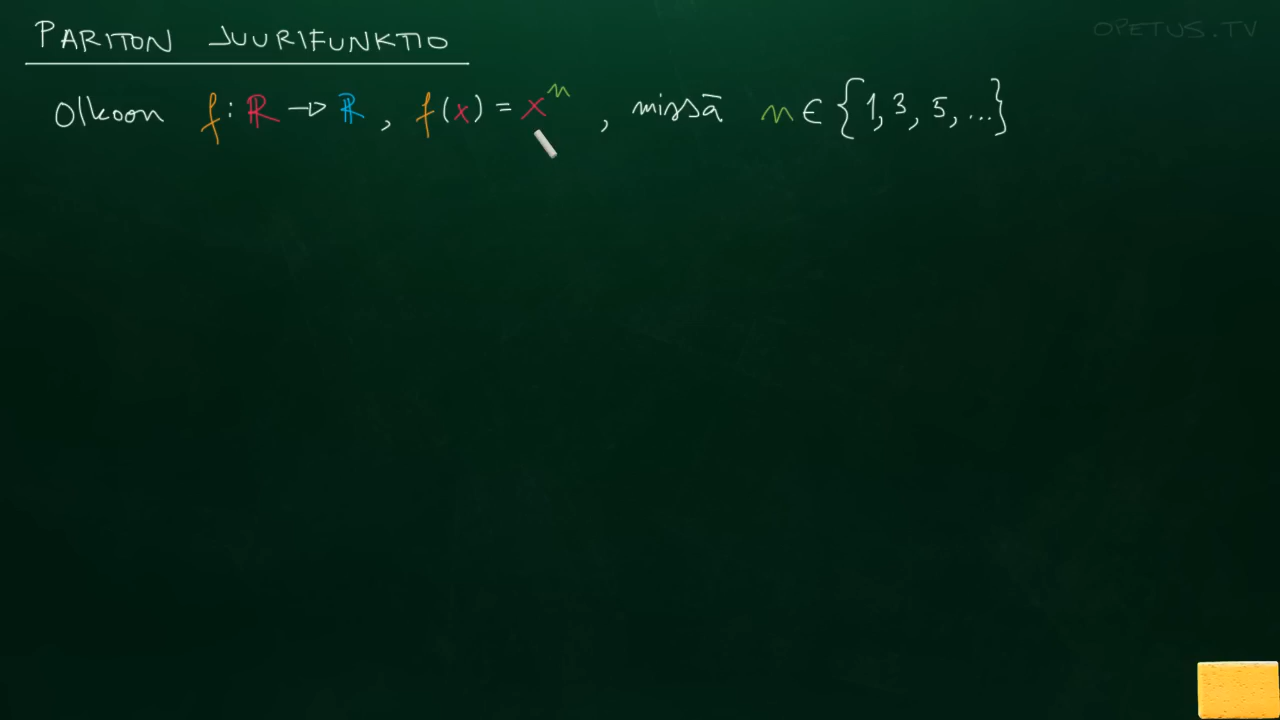 PARITON JUURIFUNKTIO
OPETUS.TV
Olkoon f: ℝ → ℝ, f(x) = xⁿ, missä n ∈ {1, 3, 5, ...}